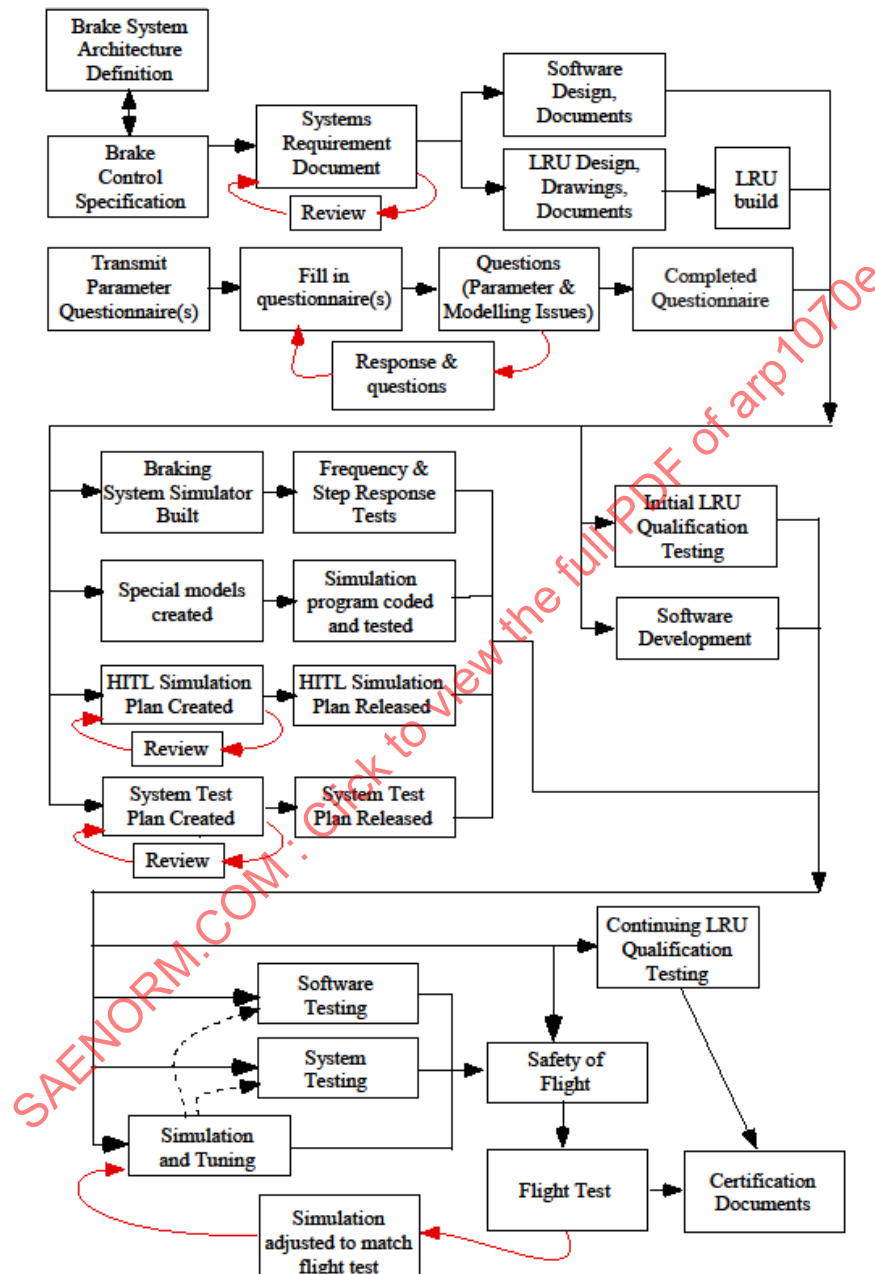 Brake System
Architecture
Definition
Brake
Control
Specification
Systems
Requirement
Document
Review
Software
Design,
Documents
LRU Design,
Drawings,
Documents
LRU
build
Transmit
Parameter
Questionnaire(s)
Fill in
questionnaire(s)
Questions
(Parameter &
Modelling Issues)
Completed
Questionnaire
Response &
questions
Braking
System Simulator
Built
Frequency &
Step Response
Tests
Initial LRU
Qualification
Testing
Special models
created
Simulation
program coded
and tested
Software
Development
HITL Simulation
Plan Created
HITL Simulation
Plan Released
Review
System Test
Plan Created
System Test
Plan Released
Review
Continuing LRU
Qualification
Testing
Software
Testing
System
Testing
Safety of
Flight
Simulation
and Tuning
Flight Test
Certification
Documents
Simulation
adjusted to match
flight test
SAENORM.COM : Click to view the full PDF of arp1070e